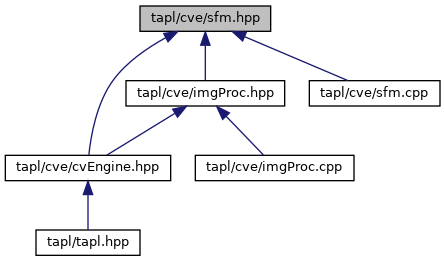 tapl/cve/sfm.hpp
tapl/cve/imgProc.hpp
tapl/cve/sfm.cpp
tapl/cve/cvEngine.hpp
tapl/cve/imgProc.cpp
tapl/tapl.hpp